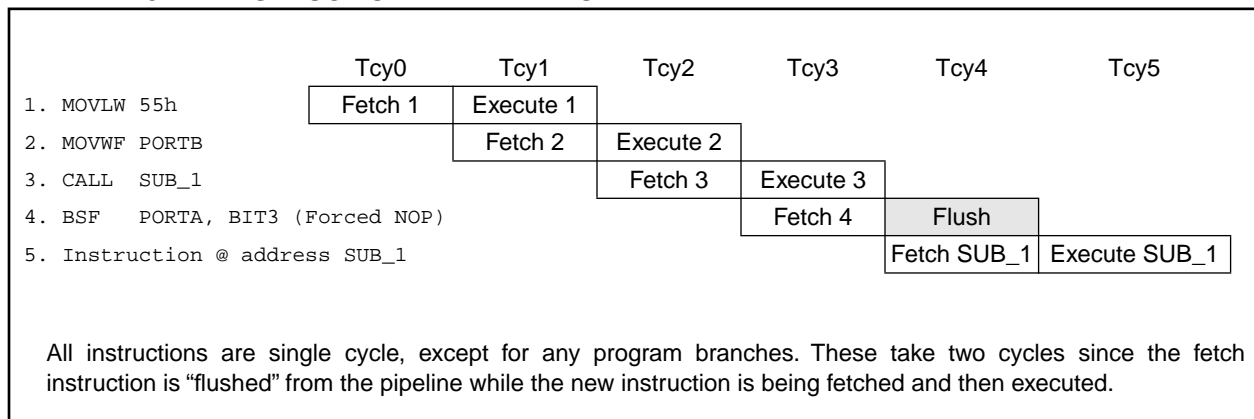 Tcy0 Tcy1 Tcy2 Tcy3 Tcy4 Tcy5
1. MOVLW 55h Fetch 1 Execute 1
2. MOVWF PORTB Fetch 2 Execute 2
3. CALL SUB_1 Fetch 3 Execute 3
4. BSF PORTA, BIT3 (Forced NOP) Fetch 4 Flush
5. Instruction @ address SUB_1 Fetch SUB_1 Execute SUB_1
All instructions are single cycle, except for any program branches. These take two cycles since the fetch
instruction is “flushed” from the pipeline while the new instruction is being fetched and then executed.